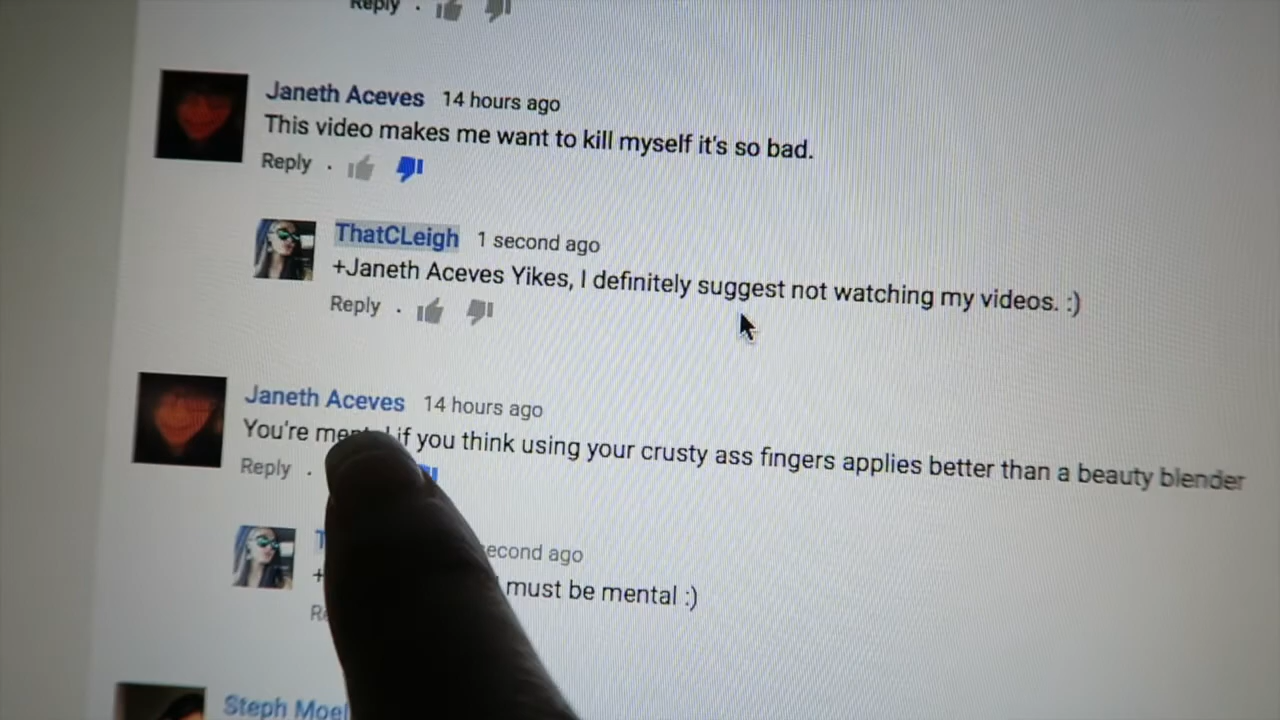 Reply ·
Janeth Aceves 14 hours ago
This video makes me want to kill myself it's so bad.
Reply ·
ThatCLeigh 1 second ago
+Janeth Aceves Yikes, I definitely suggest not watching my videos. :)
Reply ·
Janeth Aceves 14 hours ago
You're mental if you think using your crusty ass fingers applies better than a beauty blender
Reply ·
second ago
+ must be mental :)
Steph